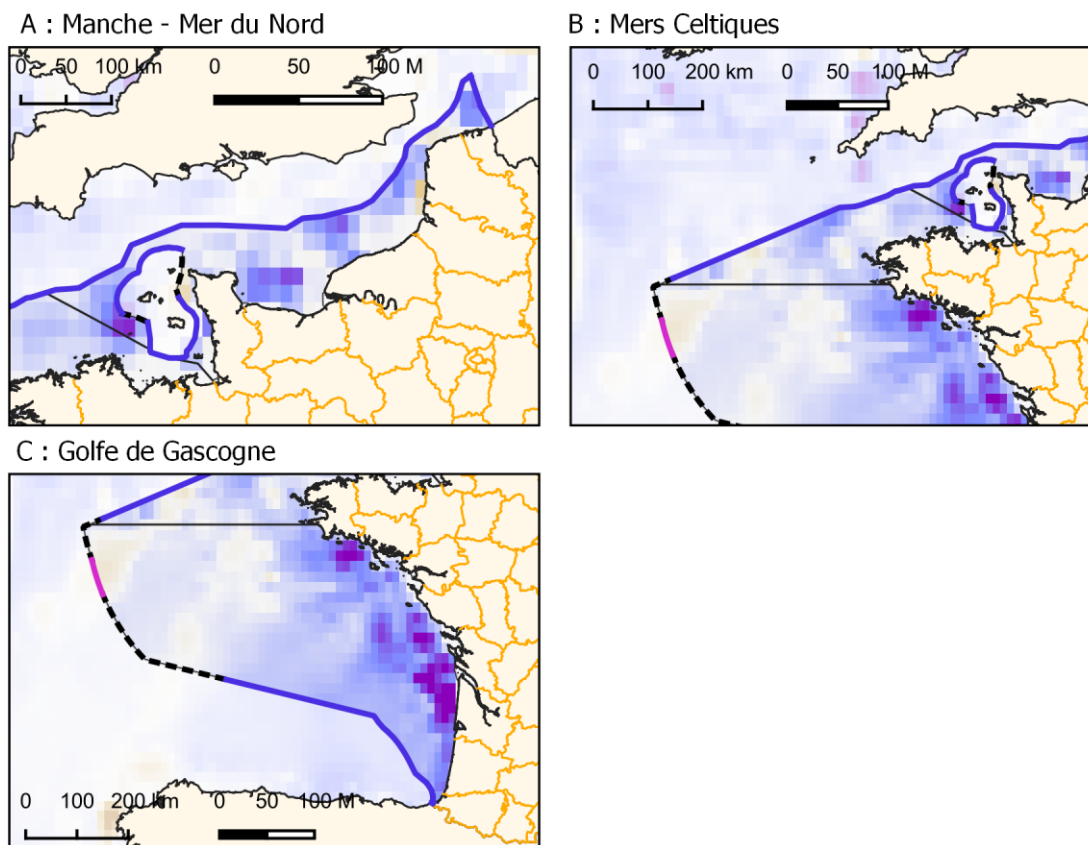 A : Manche - Mer du Nord
0 50 100 km 0 50 100 M
B : Mers Celtiques
0 100 200 km 0 50 100 M
C : Golfe de Gascogne
0 100 200 km 0 50 100 M